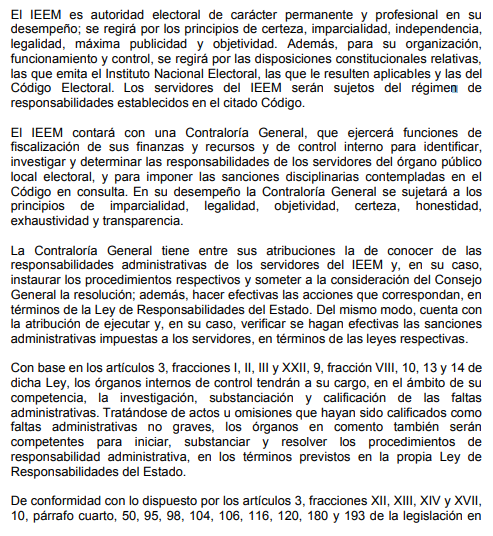 El IEEM es autoridad electoral de carácter permanente y profesional en su
desempeño; se regirá por los principios de certeza, imparcialidad, independencia,
legalidad, máxima publicidad y objetividad. Además, para su organización,
funcionamiento y control, se regirá por las disposiciones constitucionales relativas,
las que emita el Instituto Nacional Electoral, las que le resulten aplicables y las del
Código Electoral. Los servidores del IEEM serán sujetos del régimen de
responsabilidades establecidos en el citado Código.
El IEEM contará con una Contraloría General, que ejercerá funciones de
fiscalización de sus finanzas y recursos y de control interno para identificar,
investigar y determinar las responsabilidades de los servidores del órgano público
local electoral, y para imponer las sanciones disciplinarias contempladas en el
Código en consulta. En su desempeño la Contraloría General se sujetará a los
principios de imparcialidad, legalidad, objetividad, certeza, honestidad,
exhaustividad y transparencia.
La Contraloría General tiene entre sus atribuciones la de conocer de las
responsabilidades administrativas de los servidores del IEEM y, en su caso,
instaurar los procedimientos respectivos y someter a la consideración del Consejo
General la resolución; además, hacer efectivas las acciones que correspondan, en
términos de la Ley de Responsabilidades del Estado. Del mismo modo, cuenta con
la atribución de ejecutar y, en su caso, verificar se hagan efectivas las sanciones
administrativas impuestas a los servidores, en términos de las leyes respectivas.
Con base en los artículos 3, fracciones I, II, III y XXII, 9, fracción VIII, 10, 13 y 14 de
dicha Ley, los órganos internos de control tendrán a su cargo, en el ámbito de su
competencia, la investigación, substanciación y calificación de las faltas
administrativas. Tratándose de actos u omisiones que hayan sido calificados como
faltas administrativas no graves, los órganos en comento también serán
competentes para iniciar, substanciar y resolver los procedimientos de
responsabilidad administrativa, en los términos previstos en la propia Ley de
Responsabilidades del Estado.
De conformidad con lo dispuesto por los artículos 3, fracciones XII, XIII, XIV y XVII,
10, párrafo cuarto, 50, 95, 98, 104, 106, 116, 120, 180 y 193 de la legislación en